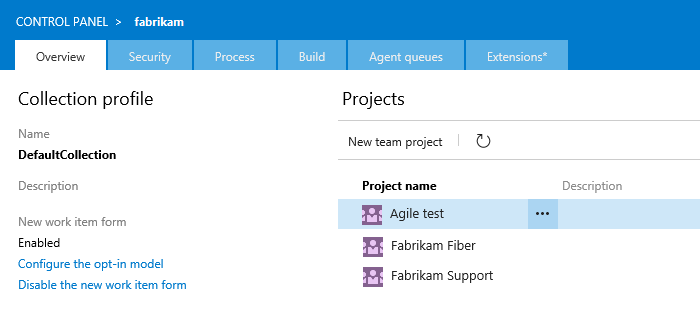 CONTROL PANEL > fabrikam
Overview Security Process Build Agent queues Extensions*
Collection profile
Name
DefaultCollection
Description
New work item form
Enabled
Configure the opt-in model
Disable the new work item form
Projects
New team project
Project name Description
Agile test ...
Fabrikam Fiber
Fabrikam Support